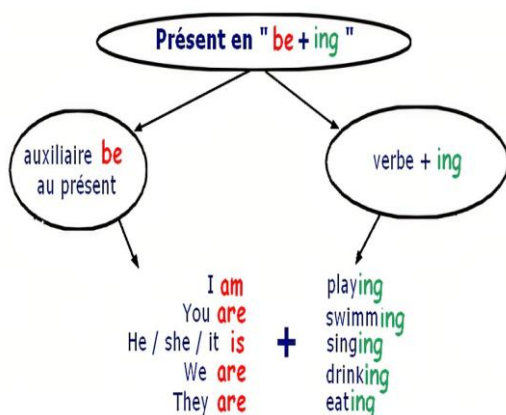 Présent en " be + ing "
auxiliaire be
au présent
verbe + ing
I am
You are
He / she / it is
We are
They are
+
playing
swimming
singing
drinking
eating